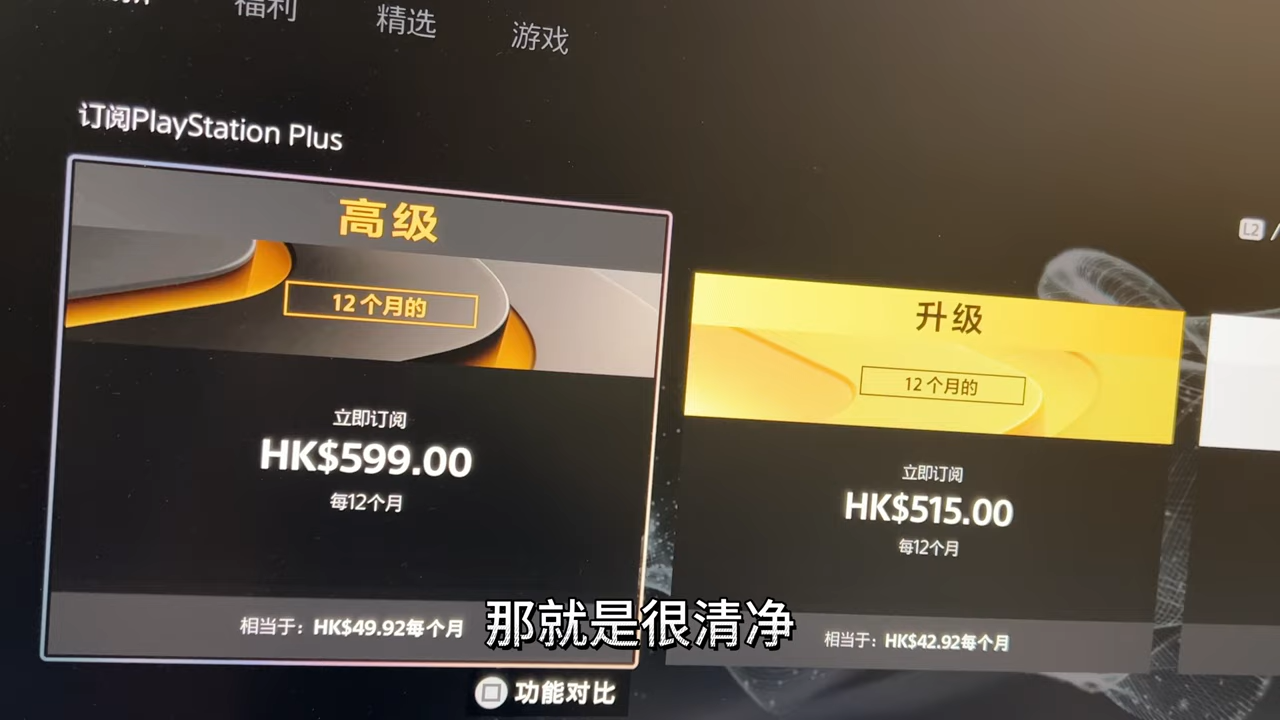 福利
精选
游戏
订阅PlayStation Plus
L2 /
高级
12 个月的
立即订阅
HK$599.00
每12个月
相当于：HK$49.92每个月
升级
12 个月的
立即订阅
HK$515.00
每12个月
相当于：HK$42.92每个月
那就是很清净
功能对比